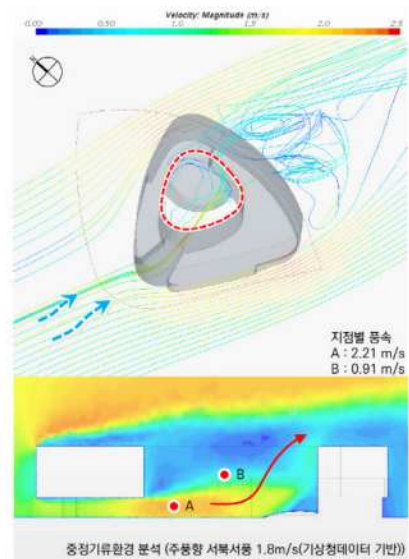 Velocity: Magnitude (m/s)
0.0 0.5 1.0 1.5 2.0 2.5
지점별 풍속
A : 2.21 m/s
B : 0.91 m/s
B
A
중정기류환경 분석 (주풍향 서북서풍 1.8m/s(기상청데이터 기반))